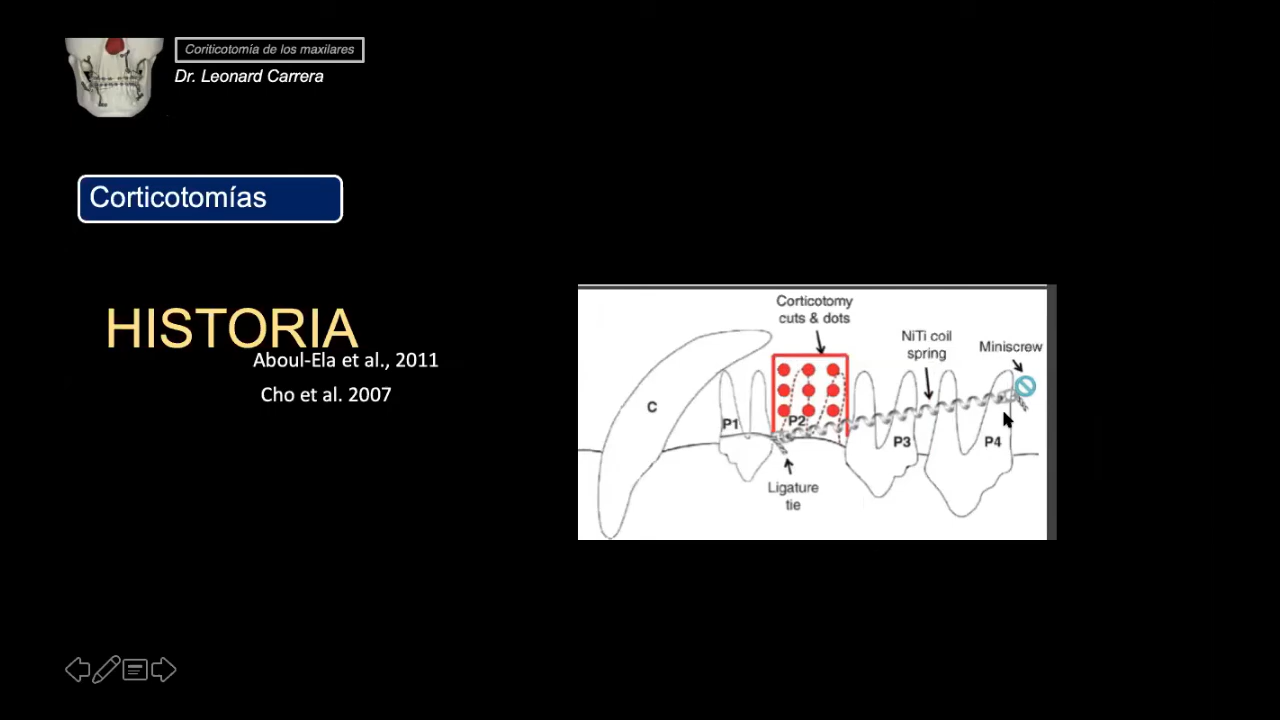 Coriticotomía de los maxilares
Dr. Leonard Carrera
Corticotomías
HISTORIA
Aboul-Ela et al., 2011
Cho et al. 2007
Corticotomy
cuts & dots
NiTi coil
spring
Miniscrew
C
P1
P2
P3
P4
Ligature
tie